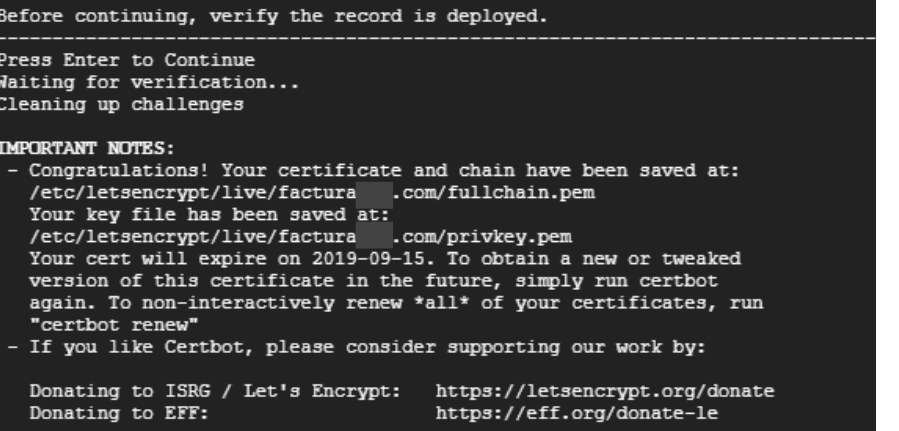 Before continuing, verify the record is deployed.
-------------------------------------------------------------------------------
Press Enter to Continue
Waiting for verification...
Cleaning up challenges
IMPORTANT NOTES:
- Congratulations! Your certificate and chain have been saved at:
/etc/letsencrypt/live/factura .com/fullchain.pem
Your key file has been saved at:
/etc/letsencrypt/live/factura .com/privkey.pem
Your cert will expire on 2019-09-15. To obtain a new or tweaked
version of this certificate in the future, simply run certbot
again. To non-interactively renew *all* of your certificates, run
"certbot renew"
- If you like Certbot, please consider supporting our work by:
Donating to ISRG / Let's Encrypt: https://letsencrypt.org/donate
Donating to EFF: https://eff.org/donate-le